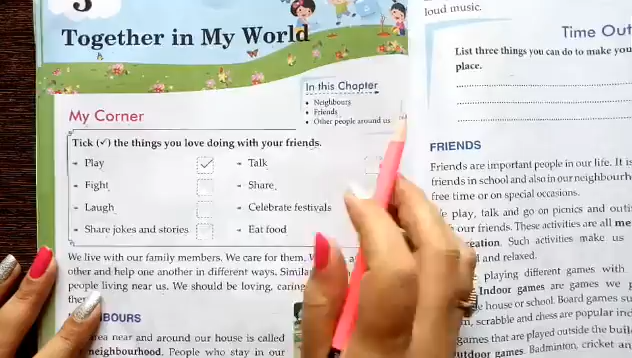 Together in My World
In this Chapter
• Neighbours
• Friends
• Other people around us
My Corner
Tick (✓) the things you love doing with your friends.
Play ✓
Talk
Fight
Share
Laugh
Celebrate festivals
Share jokes and stories
Eat food
We live with our family members. We care for them.
other and help one another in different ways.
people living near us. We should be loving, caring
area near and around our house is called
neighbourhood. People who stay in our
loud music.
Time Out
List three things you can do to make you
place.
FRIENDS
Friends are important people in our life. It is
friends in school and also in our neighbourh
free time or on special occasions.
play, talk and go on picnics and outi
our friends. These activities are all me
Such activities make us
and relaxed.
playing different games with
Indoor games are games we p
house or school. Board games su
m, scrabble and chess are popular ind
games that are played outside the buil
Badminton, cricket an